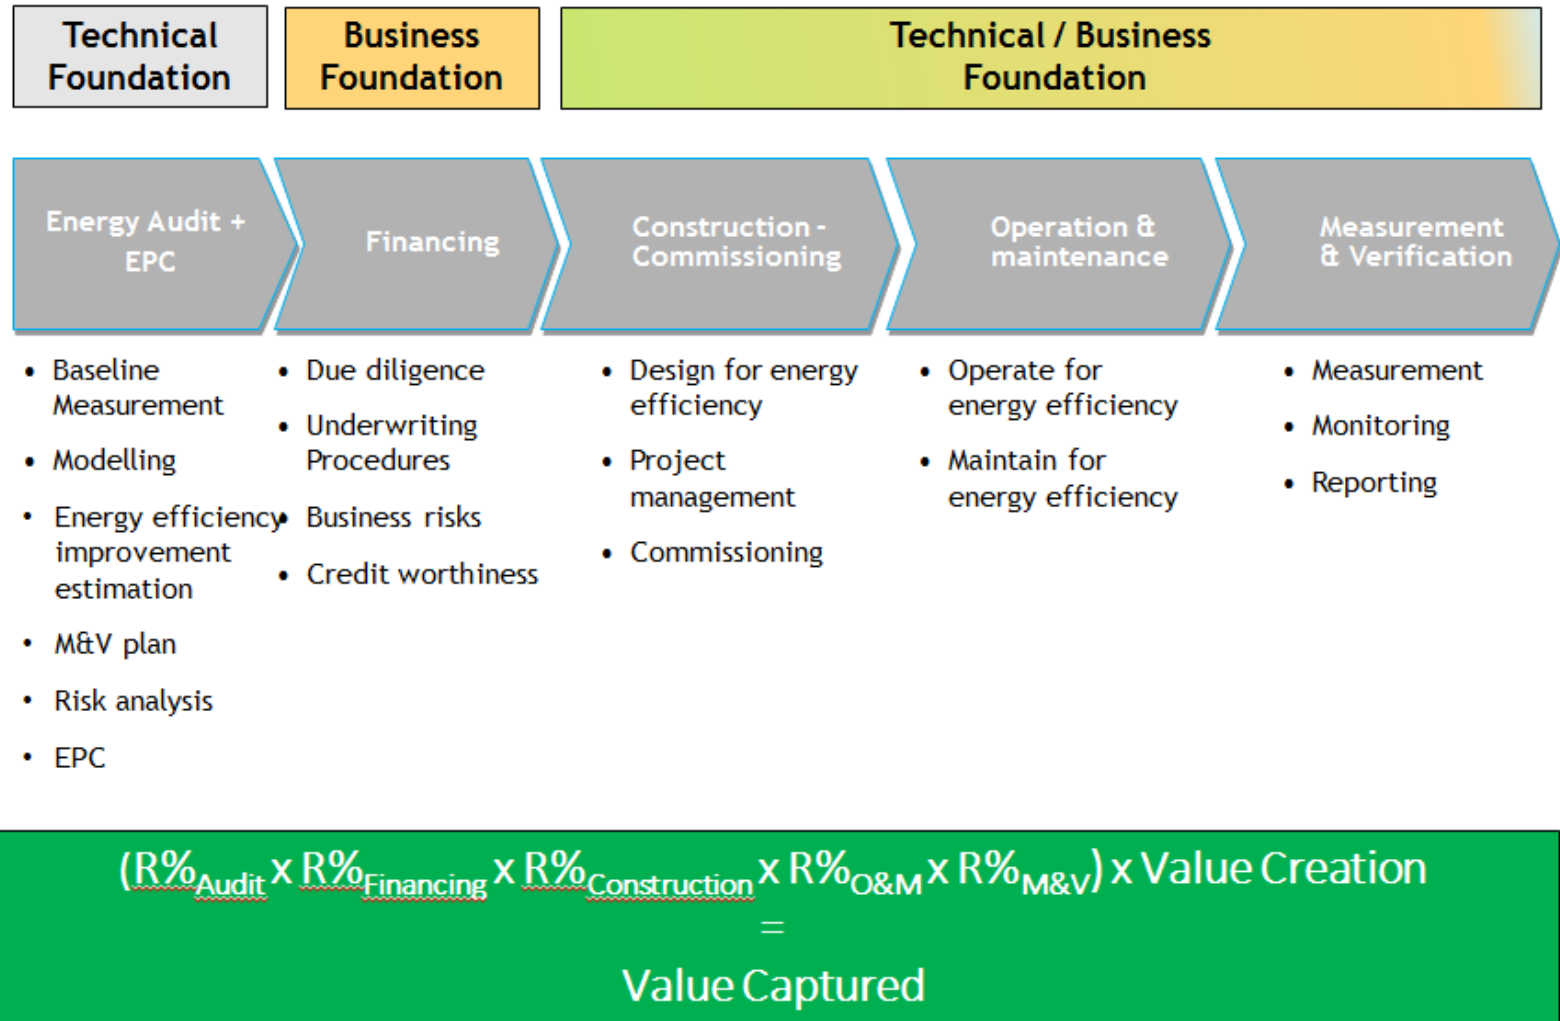 Technical
Foundation
Business
Foundation
Technical / Business
Foundation
Energy Audit +
EPC
Financing
Construction -
Commissioning
Operation &
maintenance
Measurement
& Verification
• Baseline
Measurement
• Modelling
• Energy efficiency
improvement
estimation
• M&V plan
• Risk analysis
• EPC
• Due diligence
• Underwriting
Procedures
• Business risks
• Credit worthiness
• Design for energy
efficiency
• Project
management
• Commissioning
• Operate for
energy efficiency
• Maintain for
energy efficiency
• Measurement
• Monitoring
• Reporting
(R%Audit x R%Financing x R%Construction x R%O&M x R%M&V) x Value Creation
=
Value Captured